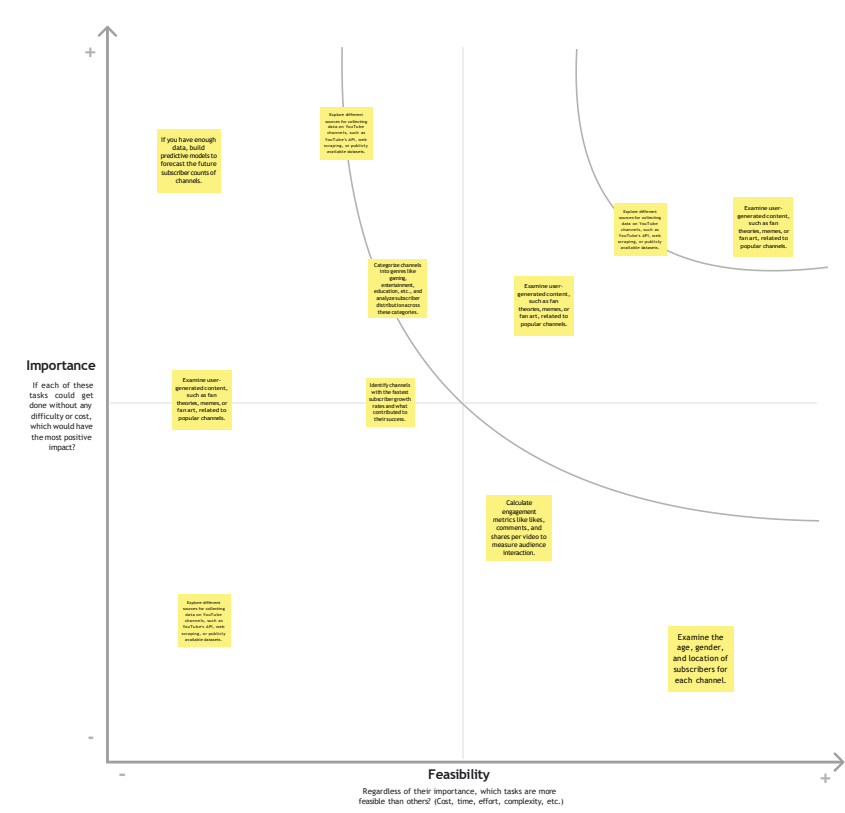 +
If you have enough
data, build
predictive models to
forecast the future
subscriber counts of
channels.
Explore different
sources for collecting
data on YouTube
channels, such as
YouTube's API, web
scraping, or publicly
available datasets.
Explore different
sources for collecting
data on YouTube
channels, such as
YouTube's API, web
scraping, or publicly
available datasets.
Examine user-
generated content,
such as fan
theories, memes, or
fan art, related to
popular channels.
Categorize channels
into genres like
gaming,
entertainment,
education, etc., and
analyze subscriber
distribution across
these categories.
Examine user-
generated content,
such as fan
theories, memes, or
fan art, related to
popular channels.
Importance
If each of these
tasks could get
done without any
difficulty or cost,
which would have
the most positive
impact?
Examine user-
generated content,
such as fan
theories, memes, or
fan art, related to
popular channels.
Identify channels
with the fastest
subscriber growth
rates and what
contributed to
their success.
Calculate
engagement
metrics like likes,
comments, and
shares per video to
measure audience
interaction.
Explore different
sources for collecting
data on YouTube
channels, such as
YouTube's API, web
scraping, or publicly
available datasets.
Examine the
age, gender,
and location of
subscribers for
each channel.
-
-
Feasibility
+
Regardless of their importance, which tasks are more
feasible than others? (Cost, time, effort, complexity, etc.)